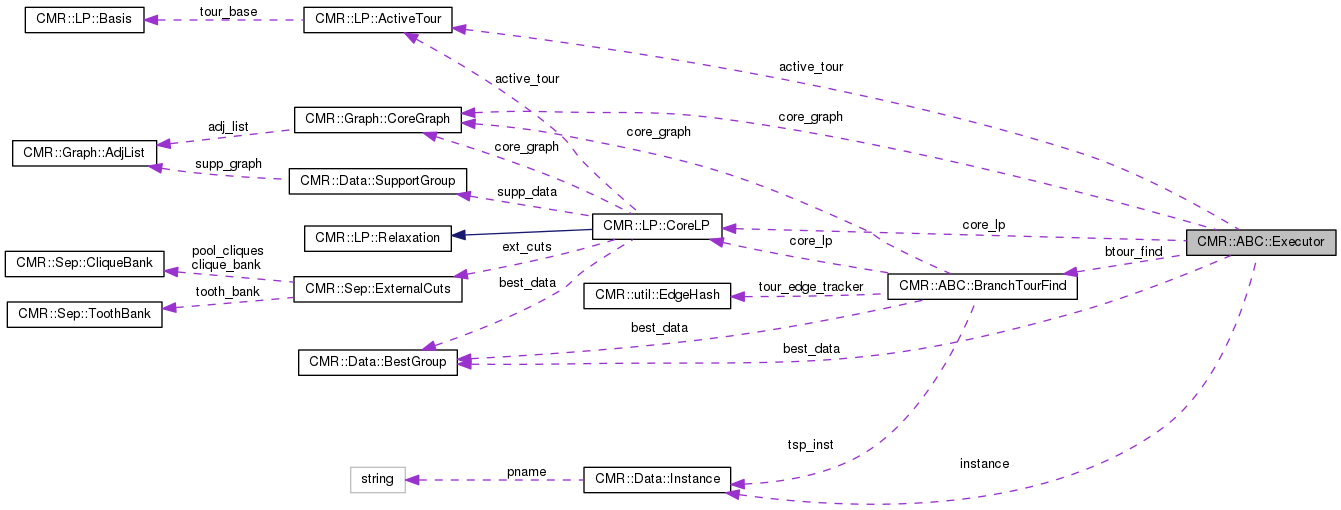 CMR::LP::Basis
tour_base
CMR::LP::ActiveTour
active_tour
active_tour
CMR::Graph::CoreGraph
core_graph
adj_list
core_graph
CMR::Graph::AdjList
core_graph
supp_graph
CMR::Data::SupportGroup
supp_data
CMR::LP::CoreLP
core_lp
CMR::LP::Relaxation
core_lp
CMR::ABC::Executor
pool_cliques
clique_bank
ext_cuts
btour_find
CMR::Sep::CliqueBank
best_data
tour_edge_tracker
CMR::ABC::BranchTourFind
tooth_bank
CMR::Sep::ExternalCuts
CMR::util::EdgeHash
CMR::Sep::ToothBank
best_data
best_data
CMR::Data::BestGroup
tsp_inst
instance
pname
string
CMR::Data::Instance